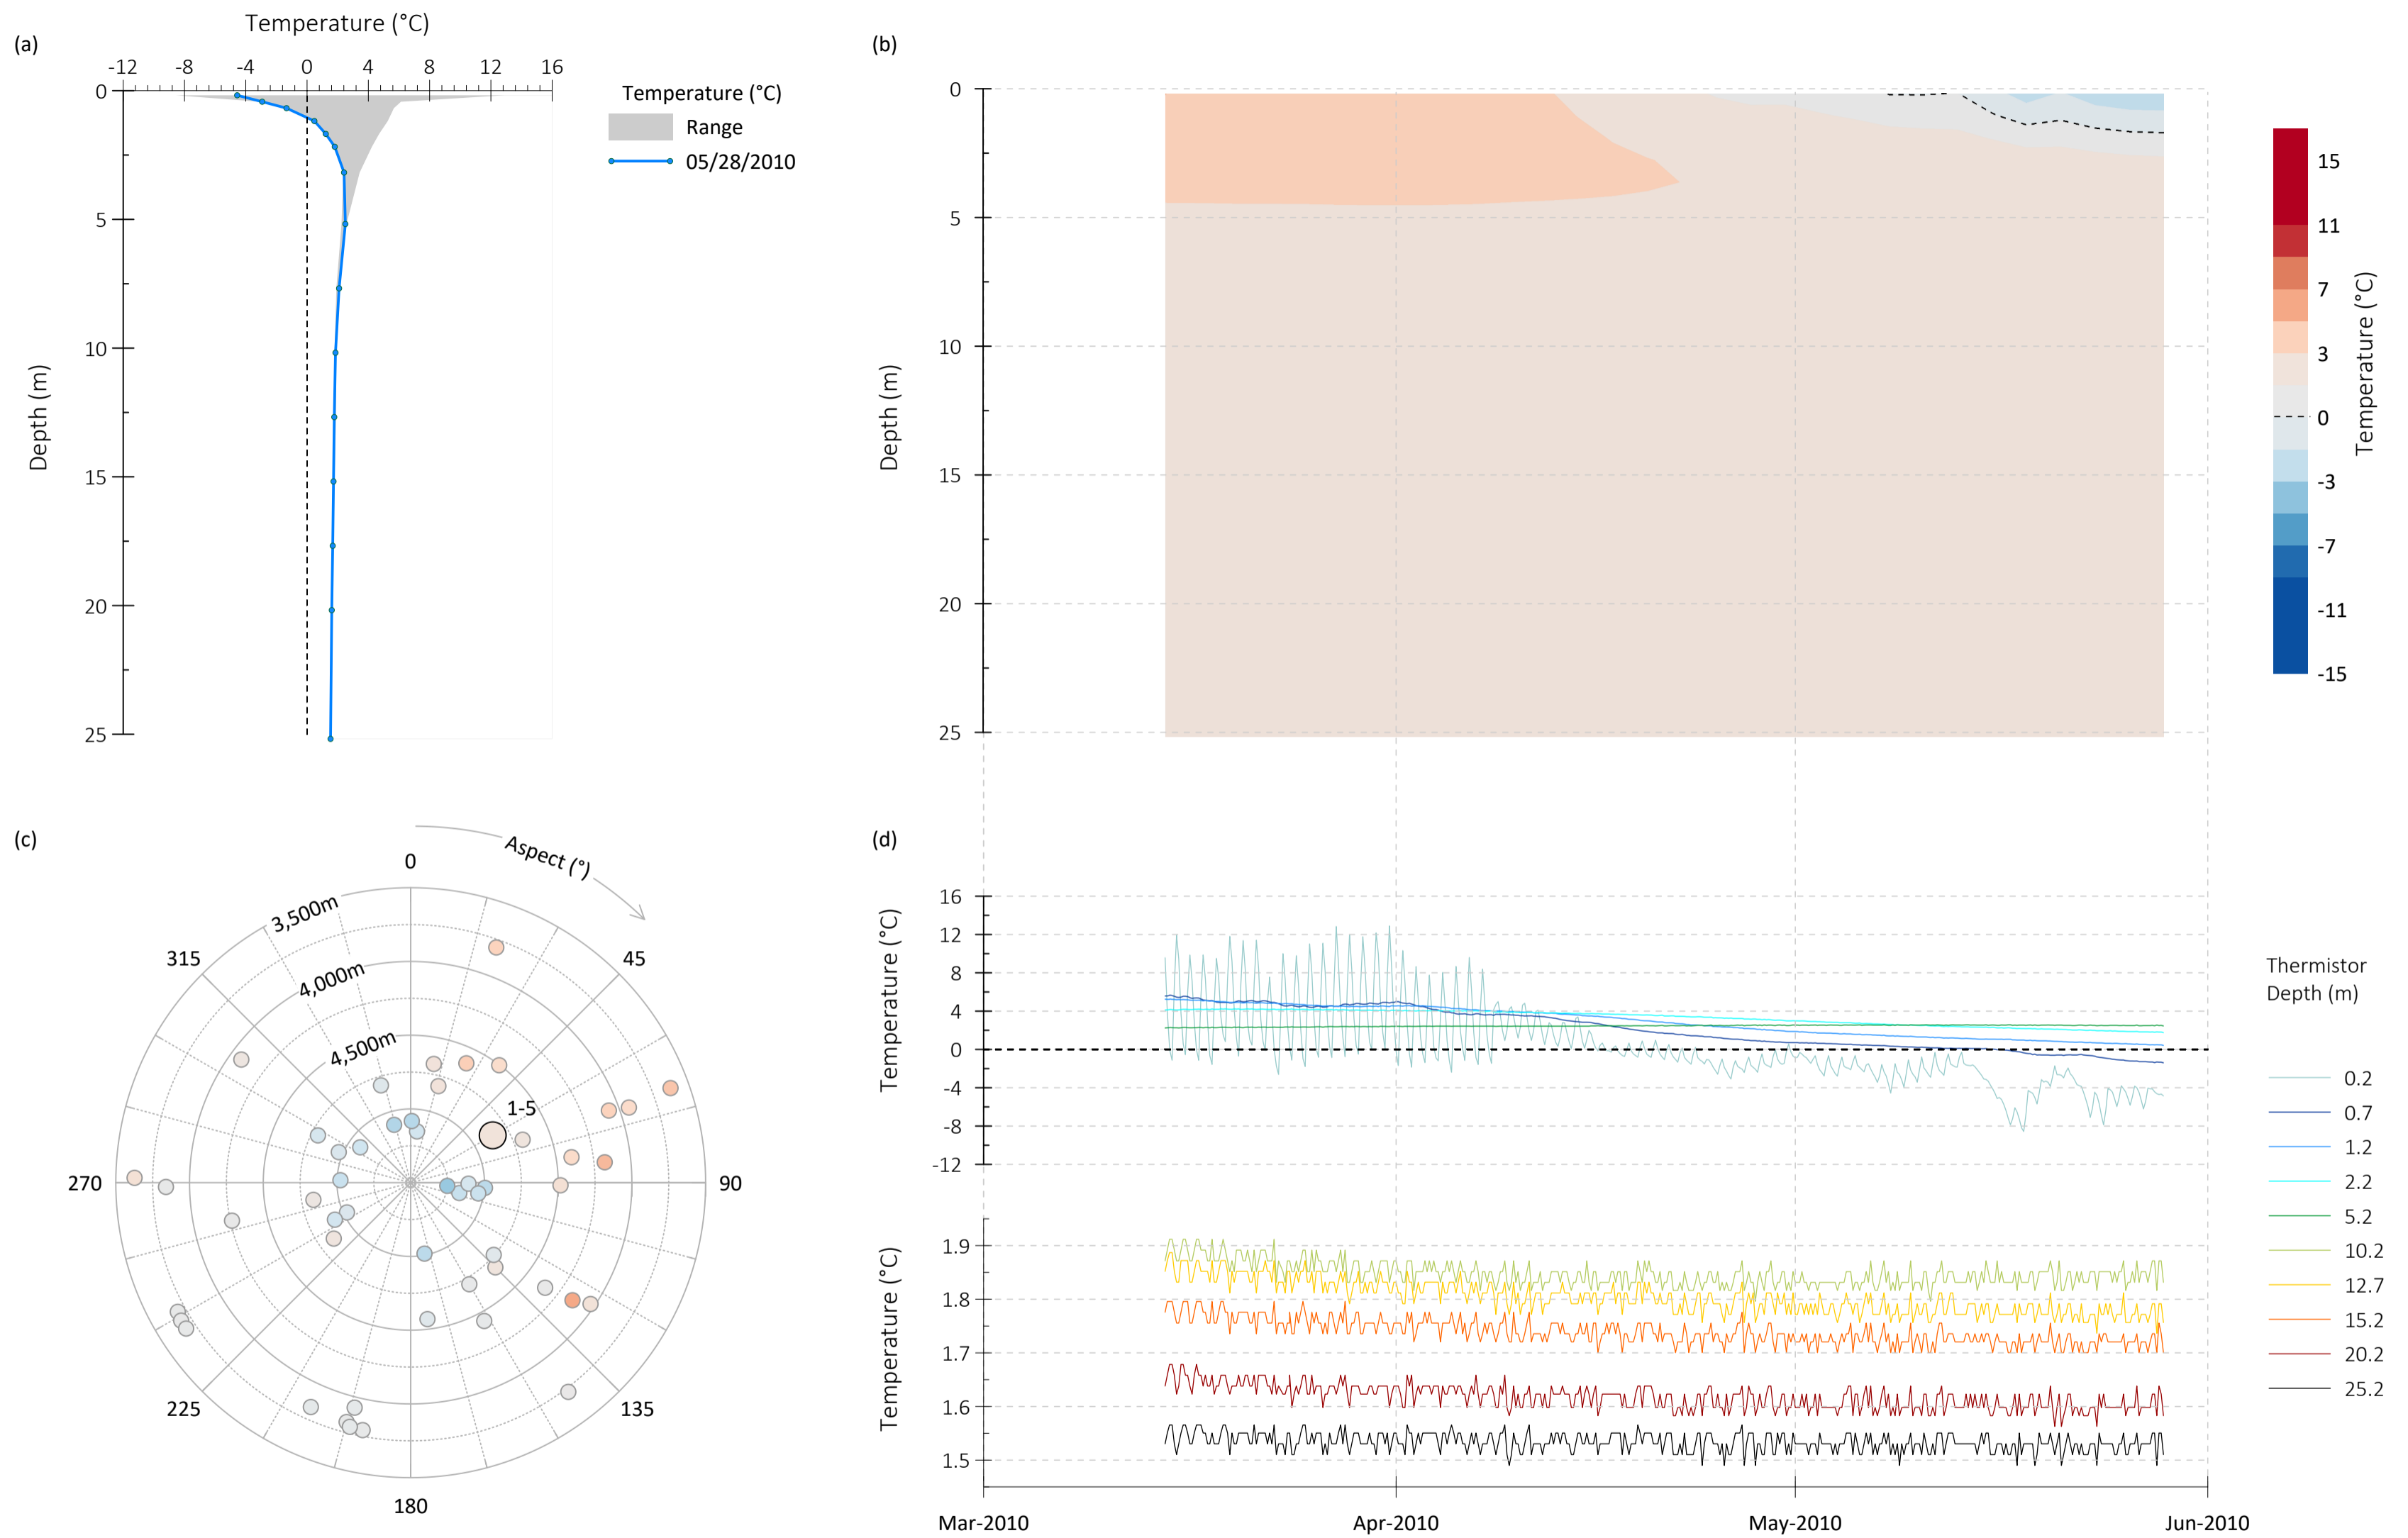 (a)
Temperature (°C)
-12 -8 -4 0 4 8 12 16
Depth (m)
0
5
10
15
20
25
Temperature (°C)
Range
05/28/2010
(b)
Depth (m)
0
5
10
15
20
25
15
11
7
3
0
-3
-7
-11
-15
Temperature (°C)
(c)
Aspect (°)
0
45
90
135
180
225
270
315
3,500m
4,000m
4,500m
1-5
(d)
Temperature (°C)
16
12
8
4
0
-4
-8
-12
Temperature (°C)
1.9
1.8
1.7
1.6
1.5
Mar-2010 Apr-2010 May-2010 Jun-2010
Thermistor
Depth (m)
0.2
0.7
1.2
2.2
5.2
10.2
12.7
15.2
20.2
25.2